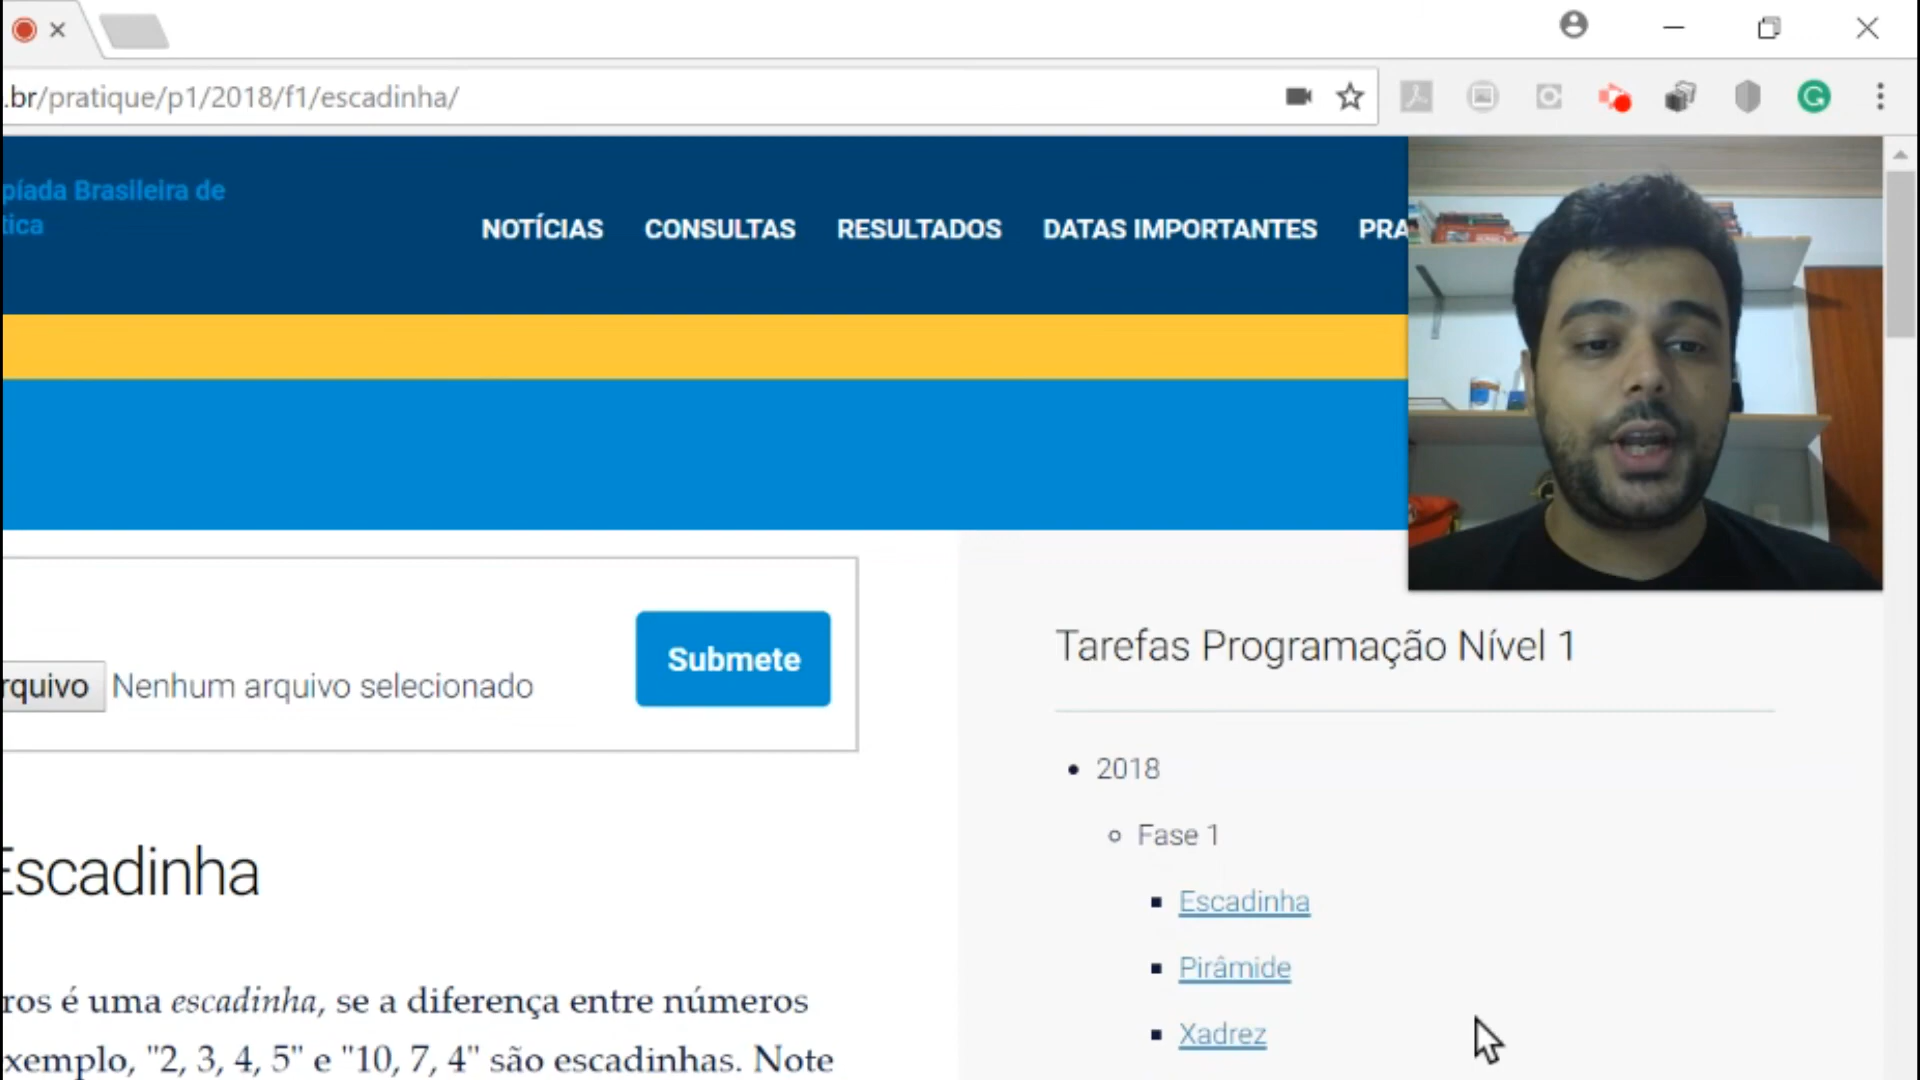 .br/pratique/p1/2018/f1/escadinha/
píada Brasileira de
tica
NOTÍCIAS CONSULTAS RESULTADOS DATAS IMPORTANTES PRA
rquivo Nenhum arquivo selecionado
Submete
Escadinha
ros é uma escadinha, se a diferença entre números
xemplo, "2, 3, 4, 5" e "10, 7, 4" são escadinhas. Note
Tarefas Programação Nível 1
2018
Fase 1
Escadinha
Pirâmide
Xadrez